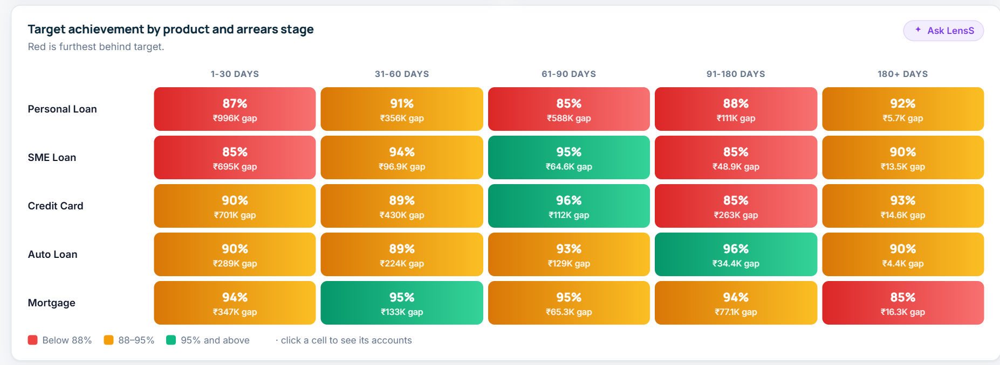 Target achievement by product and arrears stage
✦ Ask LensS
Red is furthest behind target.
1-30 DAYS 31-60 DAYS 61-90 DAYS 91-180 DAYS 180+ DAYS
Personal Loan 87% 91% 85% 88% 92%
₹996K gap ₹356K gap ₹588K gap ₹111K gap ₹5.7K gap
SME Loan 85% 94% 95% 85% 90%
₹695K gap ₹96.9K gap ₹64.6K gap ₹48.9K gap ₹13.5K gap
Credit Card 90% 89% 96% 85% 93%
₹701K gap ₹430K gap ₹112K gap ₹263K gap ₹14.6K gap
Auto Loan 90% 89% 93% 96% 90%
₹289K gap ₹224K gap ₹129K gap ₹34.4K gap ₹4.4K gap
Mortgage 94% 95% 95% 94% 85%
₹347K gap ₹133K gap ₹65.3K gap ₹77.1K gap ₹16.3K gap
Below 88% 88–95% 95% and above · click a cell to see its accounts